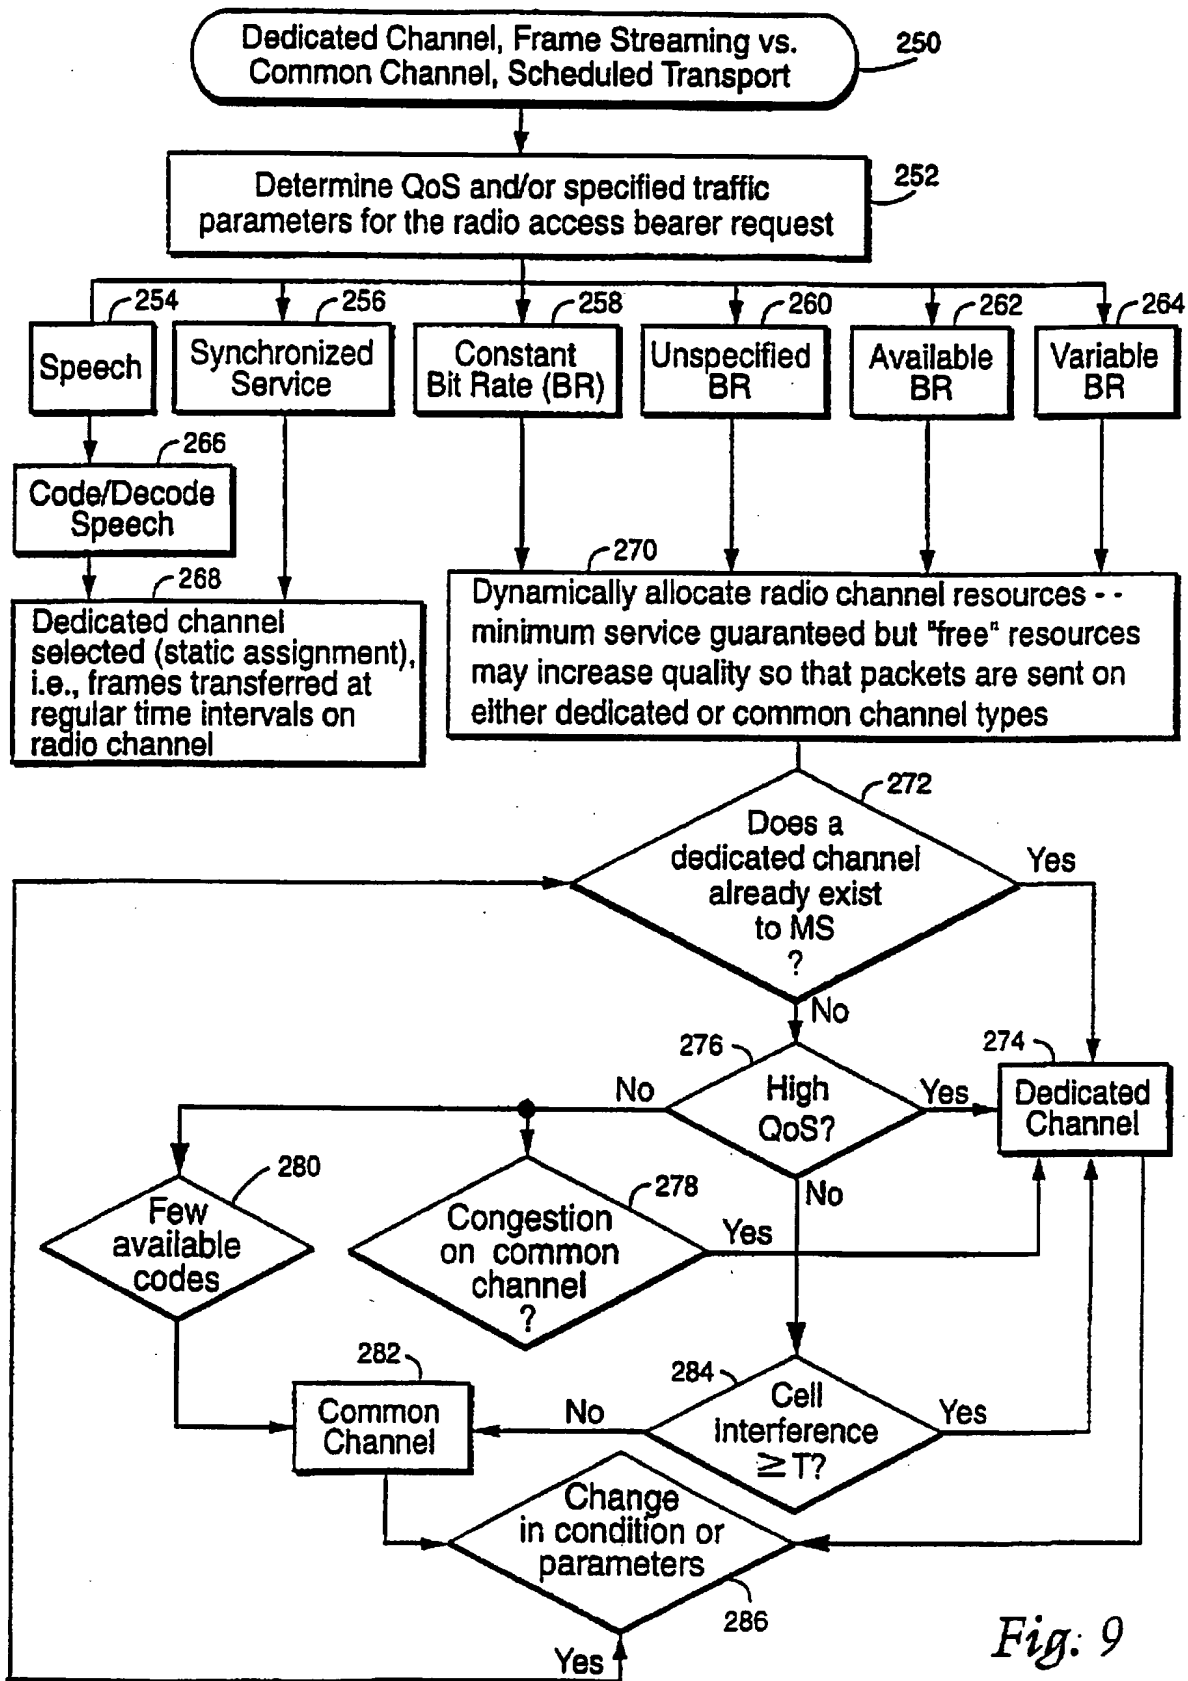 Dedicated Channel, Frame Streaming vs.
Common Channel, Scheduled Transport
250
Determine QoS and/or specified traffic
parameters for the radio access bearer request
252
254
256
258
260
262
264
Speech
Synchronized
Service
Constant
Bit Rate (BR)
Unspecified
BR
Available
BR
Variable
BR
266
Code/Decode
Speech
268
Dedicated channel
selected (static assignment),
i.e., frames transferred at
regular time intervals on
radio channel
270
Dynamically allocate radio channel resources - -
minimum service guaranteed but "free" resources
may increase quality so that packets are sent on
either dedicated or common channel types
272
Does a
dedicated channel
already exist
to MS
?
Yes
No
276
High
QoS?
No
Yes
No
274
Dedicated
Channel
280
Few
available
codes
278
Congestion
on common
channel
?
Yes
282
Common
Channel
284
Cell
interference
≥ T?
No
Yes
Change
in condition or
parameters
286
Yes
Fig. 9